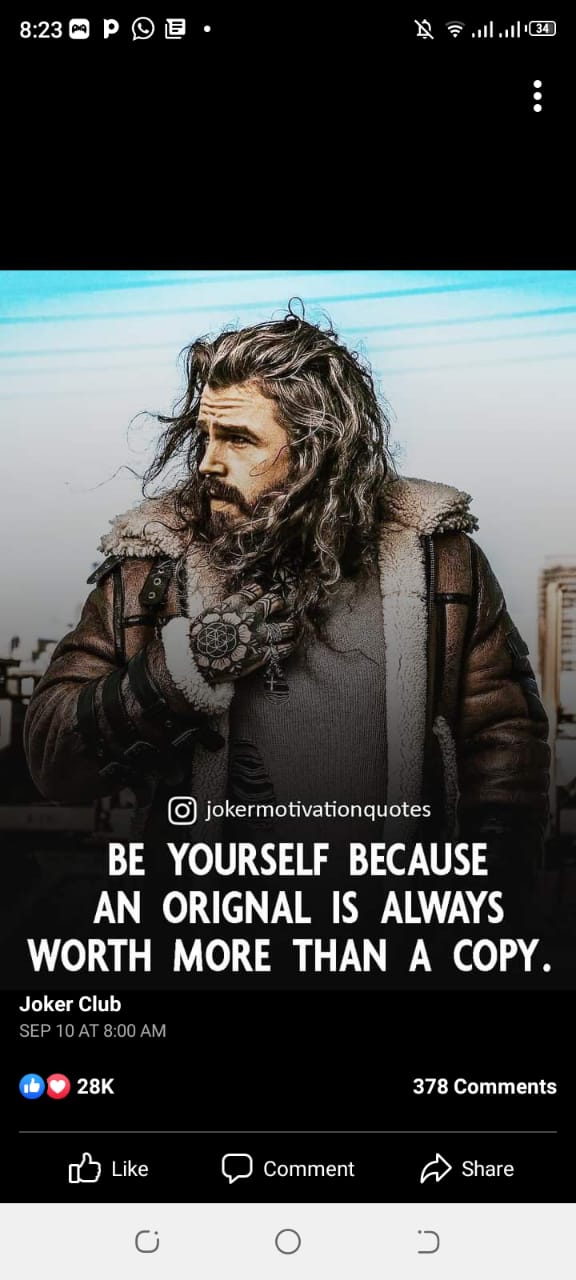 8:23
34
jokermotivationquotes
BE YOURSELF BECAUSE
AN ORIGNAL IS ALWAYS
WORTH MORE THAN A COPY.
Joker Club
SEP 10 AT 8:00 AM
28K 378 Comments
Like Comment Share